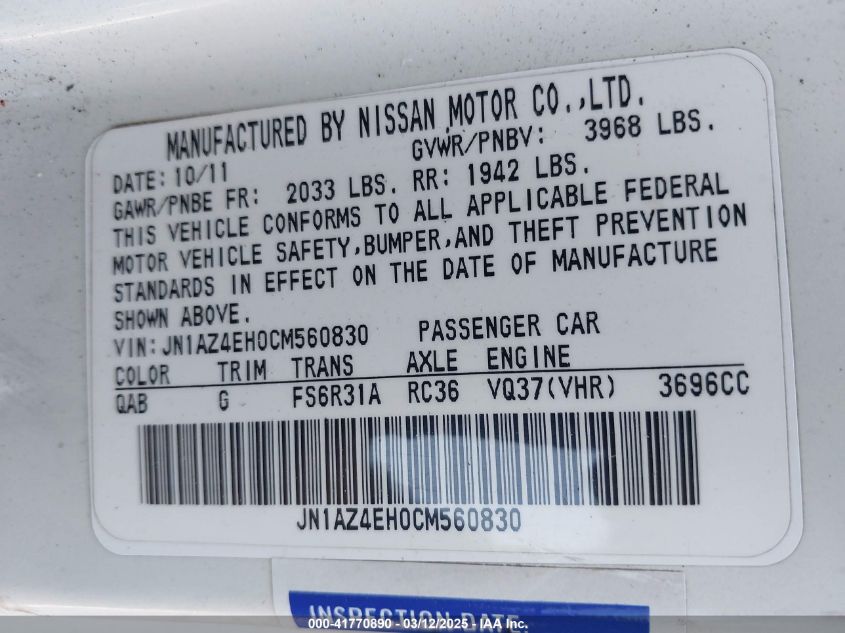 MANUFACTURED BY NISSAN MOTOR CO.,LTD.
DATE: 10/11 GVWR/PNBV: 3968 LBS.
GAWR/PNBE FR: 2033 LBS. RR: 1942 LBS.
THIS VEHICLE CONFORMS TO ALL APPLICABLE FEDERAL
MOTOR VEHICLE SAFETY,BUMPER,AND THEFT PREVENTION
STANDARDS IN EFFECT ON THE DATE OF MANUFACTURE
SHOWN ABOVE.
VIN: JN1AZ4EH0CM560830 PASSENGER CAR
COLOR TRIM TRANS AXLE ENGINE
QAB G FS6R31A RC36 VQ37(VHR) 3696CC
JN1AZ4EH0CM560830
INSPECTION DATE:
000-41770890 - 03/12/2025 - IAA Inc.